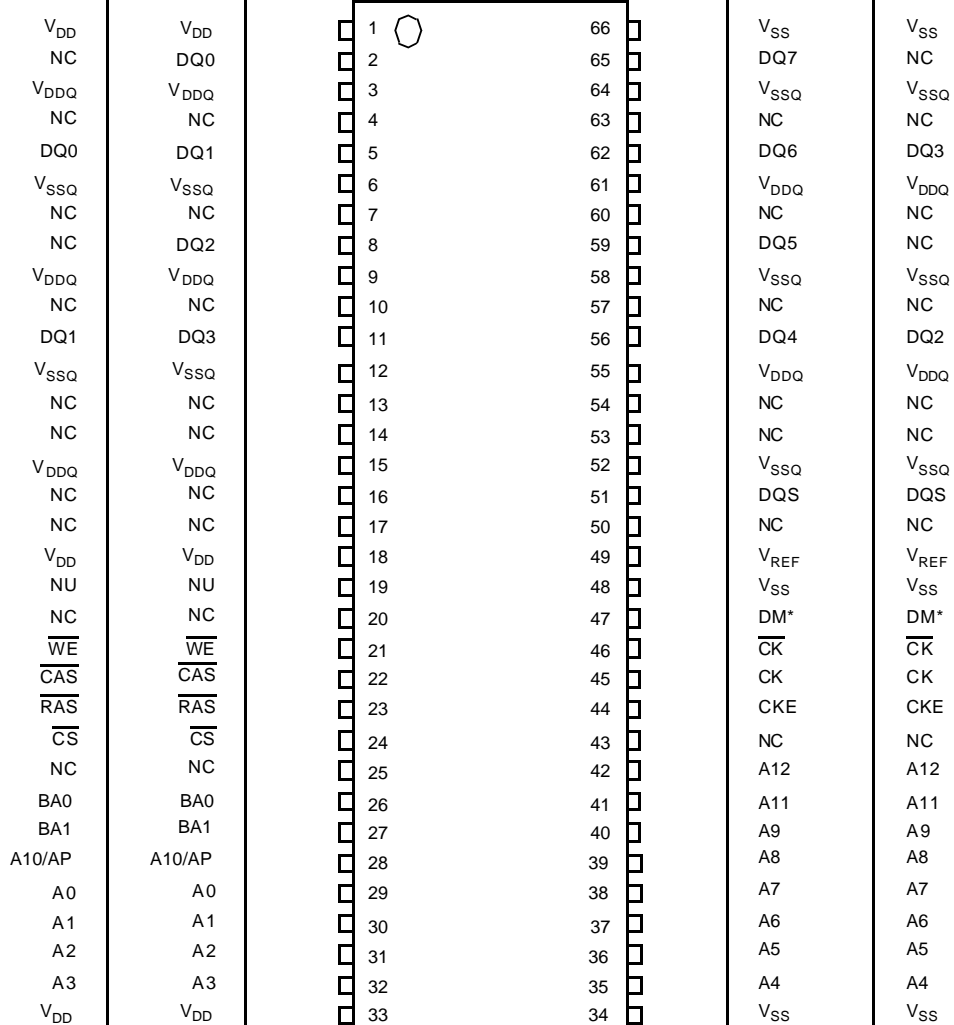 VDD VDD 1 66 VSS VSS
NC DQ0 2 65 DQ7 NC
VDDQ VDDQ 3 64 VSSQ VSSQ
NC NC 4 63 NC NC
DQ0 DQ1 5 62 DQ6 DQ3
VSSQ VSSQ 6 61 VDDQ VDDQ
NC NC 7 60 NC NC
NC DQ2 8 59 DQ5 NC
VDDQ VDDQ 9 58 VSSQ VSSQ
NC NC 10 57 NC NC
DQ1 DQ3 11 56 DQ4 DQ2
VSSQ VSSQ 12 55 VDDQ VDDQ
NC NC 13 54 NC NC
NC NC 14 53 NC NC
VDDQ VDDQ 15 52 VSSQ VSSQ
NC NC 16 51 DQS DQS
NC NC 17 50 NC NC
VDD VDD 18 49 VREF VREF
NU NU 19 48 VSS VSS
NC NC 20 47 DM* DM*
W̅E̅ W̅E̅ 21 46 C̅K̅ C̅K̅
C̅A̅S̅ C̅A̅S̅ 22 45 CK CK
R̅A̅S̅ R̅A̅S̅ 23 44 CKE CKE
C̅S̅ C̅S̅ 24 43 NC NC
NC NC 25 42 A12 A12
BA0 BA0 26 41 A11 A11
BA1 BA1 27 40 A9 A9
A10/AP A10/AP 28 39 A8 A8
A0 A0 29 38 A7 A7
A1 A1 30 37 A6 A6
A2 A2 31 36 A5 A5
A3 A3 32 35 A4 A4
VDD VDD 33 34 VSS VSS